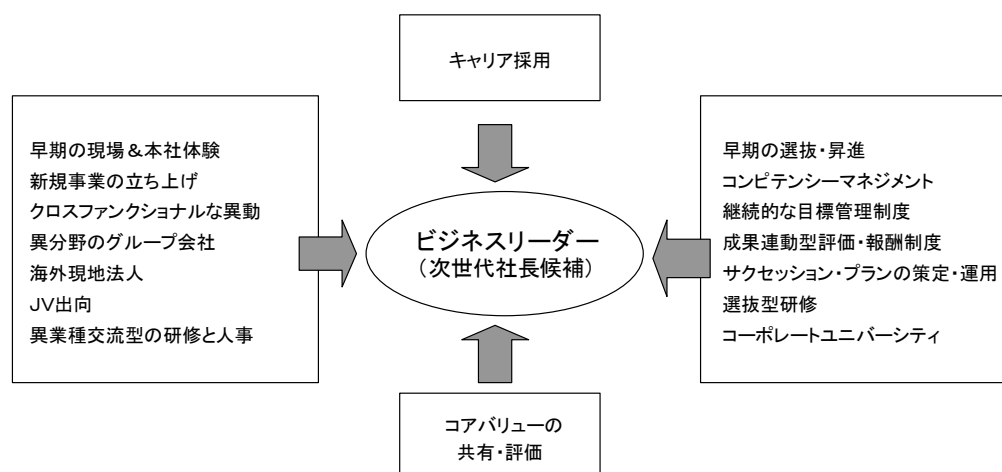 キャリア採用
早期の現場＆本社体験
新規事業の立ち上げ
クロスファンクショナルな異動
異分野のグループ会社
海外現地法人
ＪＶ出向
異業種交流型の研修と人事
ビジネスリーダー
（次世代社長候補）
早期の選抜・昇進
コンピテンシーマネジメント
継続的な目標管理制度
成果連動型評価・報酬制度
サクセッション・プランの策定・運用
選抜型研修
コーポレートユニバーシティ
コアバリューの
共有・評価